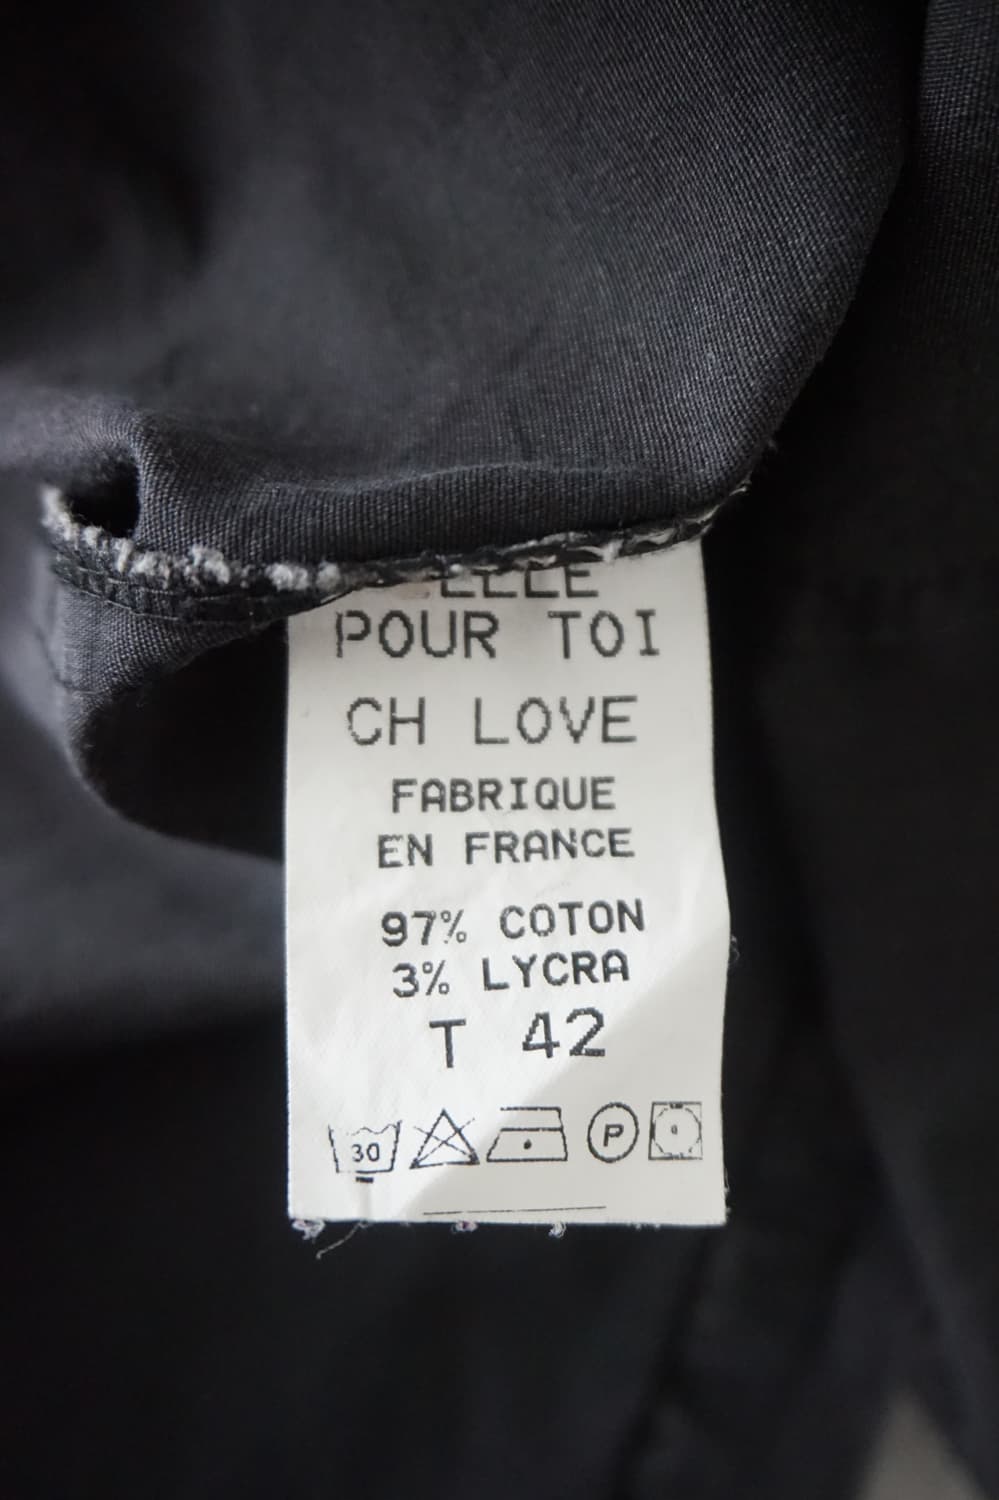 POUR TOI
CH LOVE
FABRIQUE
EN FRANCE
97% COTON
3% LYCRA
T 42
30 P